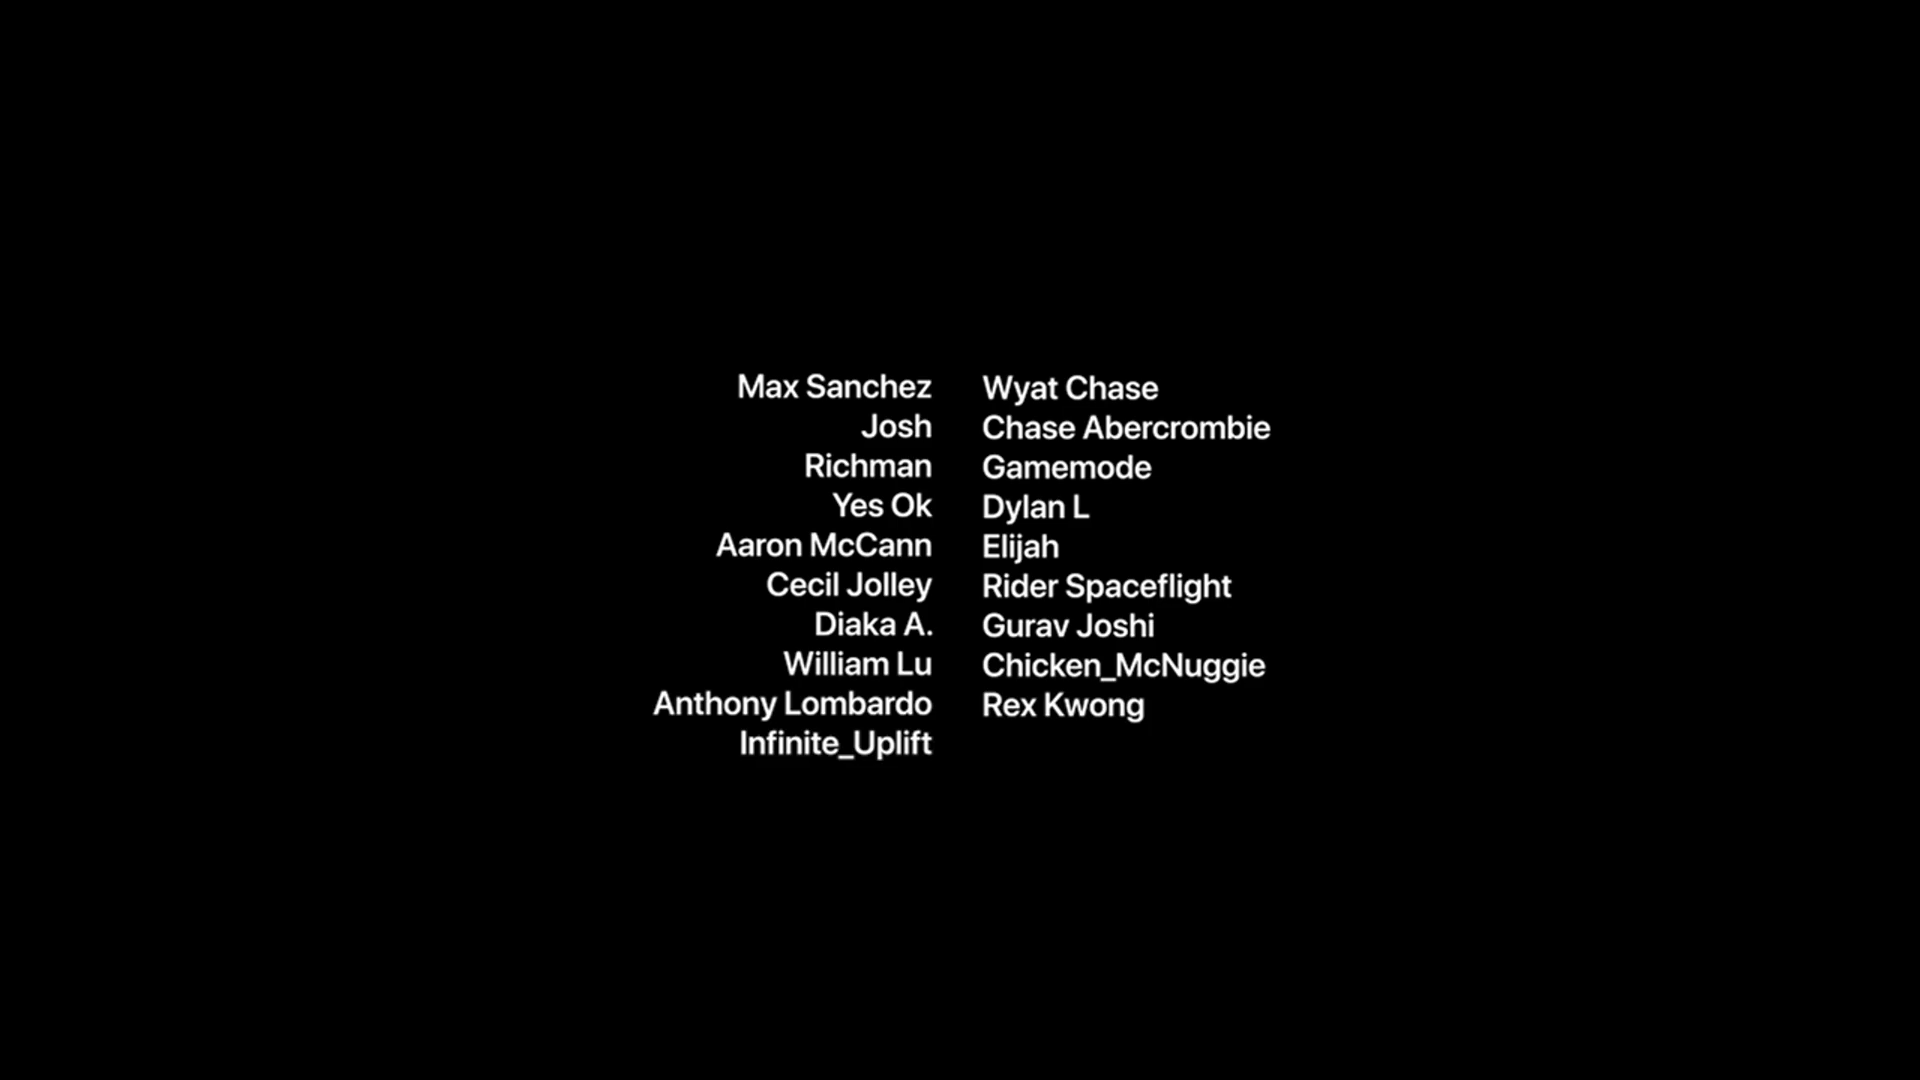 Max Sanchez
Josh
Richman
Yes Ok
Aaron McCann
Cecil Jolley
Diaka A.
William Lu
Anthony Lombardo
Infinite_Uplift
Wyat Chase
Chase Abercrombie
Gamemode
Dylan L
Elijah
Rider Spaceflight
Gurav Joshi
Chicken_McNuggie
Rex Kwong